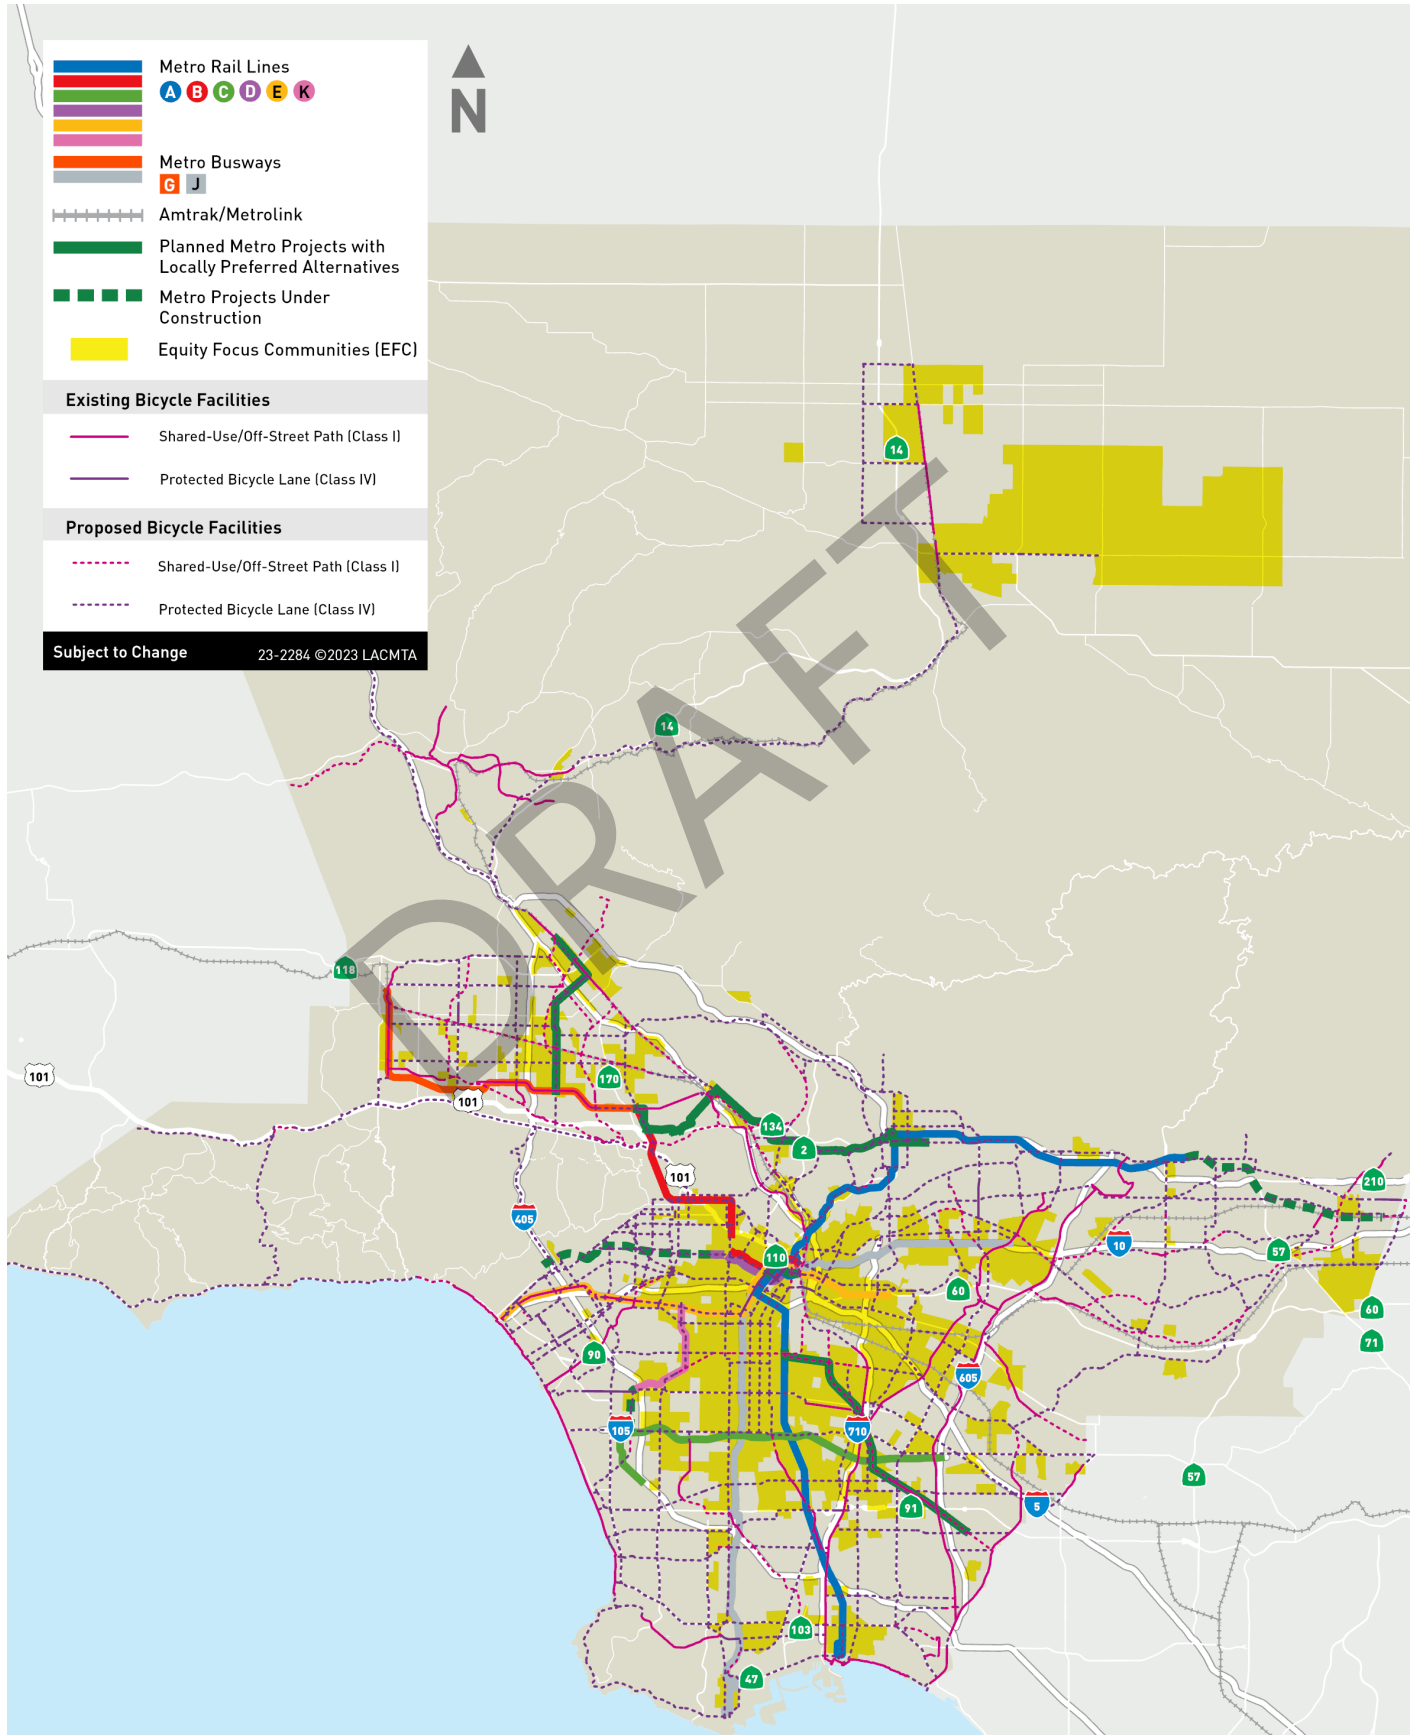 Metro Rail Lines
A B C D E K
Metro Busways
G J
Amtrak/Metrolink
Planned Metro Projects with
Locally Preferred Alternatives
Metro Projects Under
Construction
Equity Focus Communities (EFC)
Existing Bicycle Facilities
Shared-Use/Off-Street Path (Class I)
Protected Bicycle Lane (Class IV)
Proposed Bicycle Facilities
Shared-Use/Off-Street Path (Class I)
Protected Bicycle Lane (Class IV)
Subject to Change 23-2284 ©2023 LACMTA
N
14
DRAFT
14
118
101
170
101
134
2
101
210
405
10
57
110
60
60
71
90
605
105
710
57
91
5
103
47